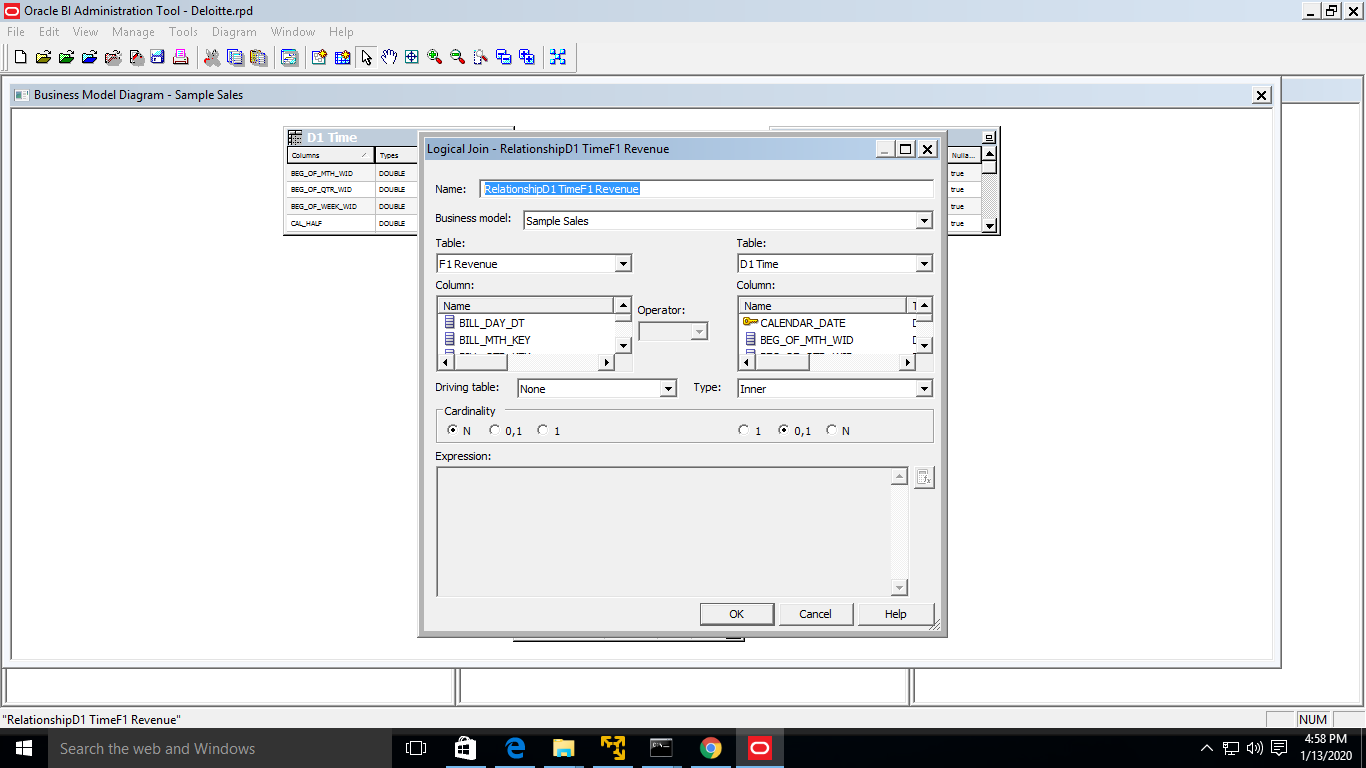 Oracle BI Administration Tool - Deloitte.rpd
File Edit View Manage Tools Diagram Window Help
Business Model Diagram - Sample Sales
D1 Time
Columns Types
BEG_OF_MTH_WID DOUBLE
BEG_OF_QTR_WID DOUBLE
BEG_OF_WEEK_WID DOUBLE
CAL_HALF DOUBLE
Nulla...
true
true
true
true
Logical Join - RelationshipD1 TimeF1 Revenue
Name: RelationshipD1 TimeF1 Revenue
Business model: Sample Sales
Table: Table:
F1 Revenue D1 Time
Column: Column:
Name Operator: Name T
BILL_DAY_DT CALENDAR_DATE
BILL_MTH_KEY BEG_OF_MTH_WID
Driving table: None Type: Inner
Cardinality
N 0,1 1 1 0,1 N
Expression:
OK Cancel Help
"RelationshipD1 TimeF1 Revenue" NUM
Search the web and Windows
4:58 PM
1/13/2020